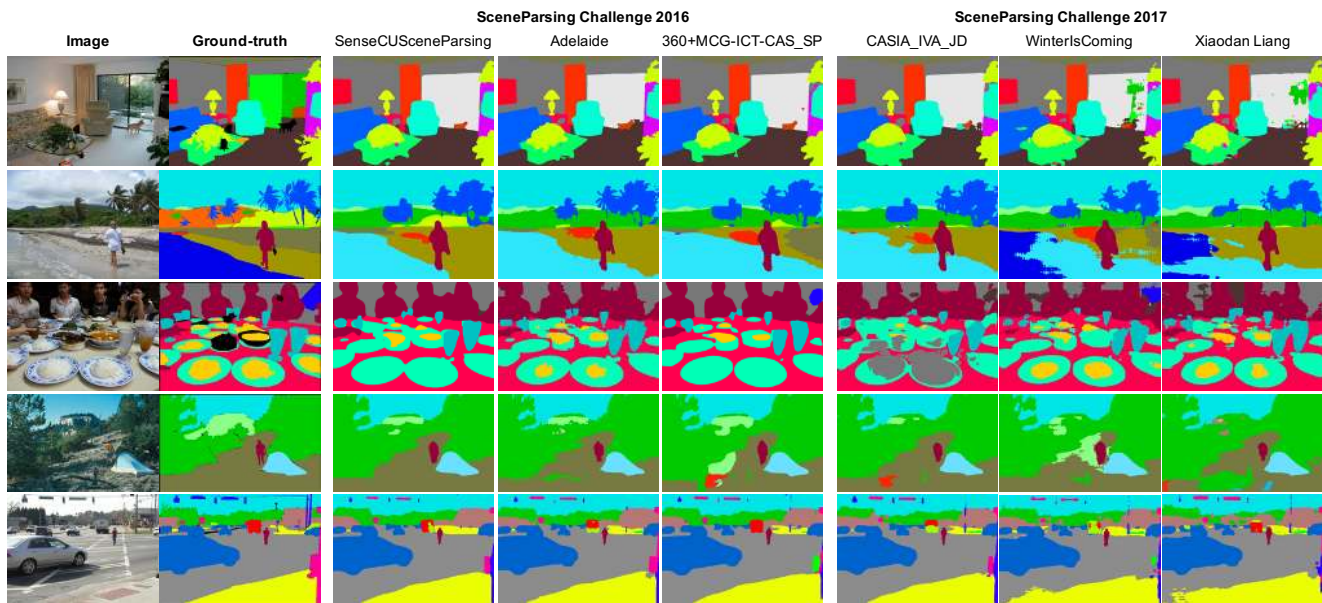 SceneParsing Challenge 2016
SceneParsing Challenge 2017
Image
Ground-truth
SenseCUSceneParsing
Adelaide
360+MCG-ICT-CAS_SP
CASIA_IVA_JD
WinterIsComing
Xiaodan Liang